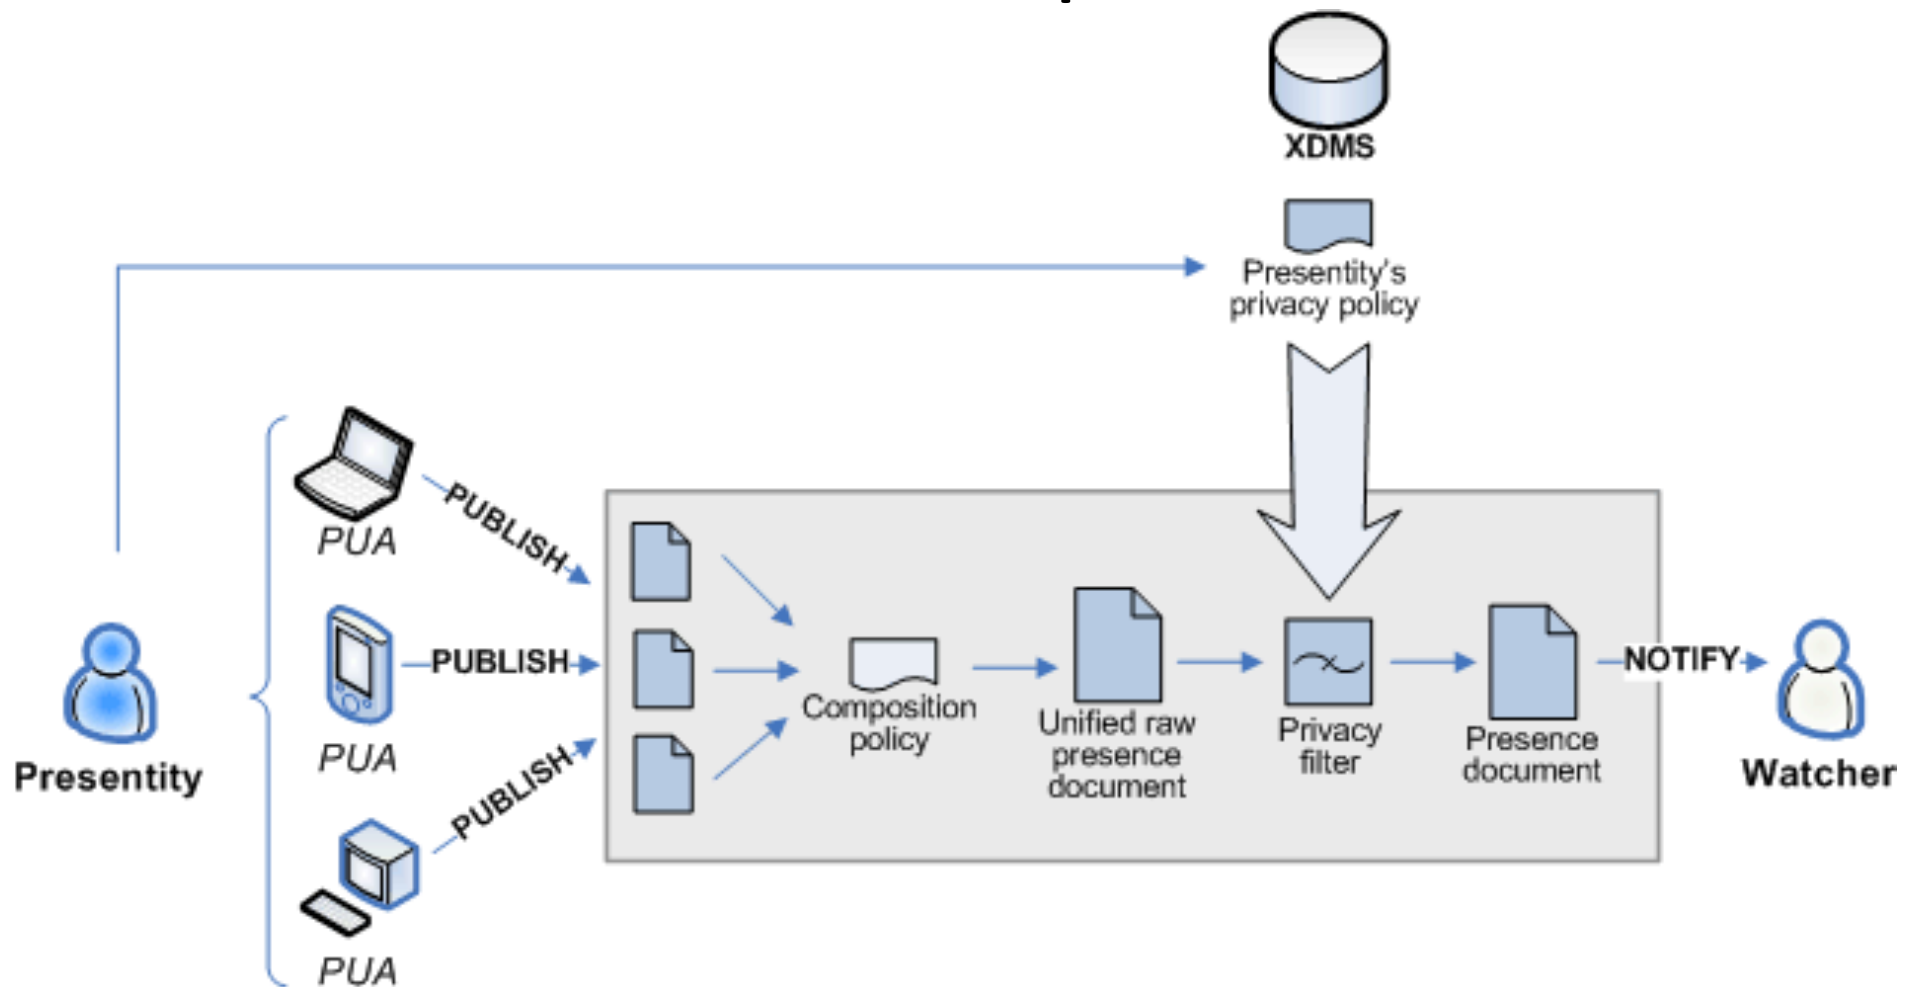 XDMS
Presentity's
privacy policy
PUA
PUBLISH
PUBLISH
PUA
PUBLISH
PUA
Presentity
Composition
policy
Unified raw
presence
document
Privacy
filter
Presence
document
NOTIFY
Watcher